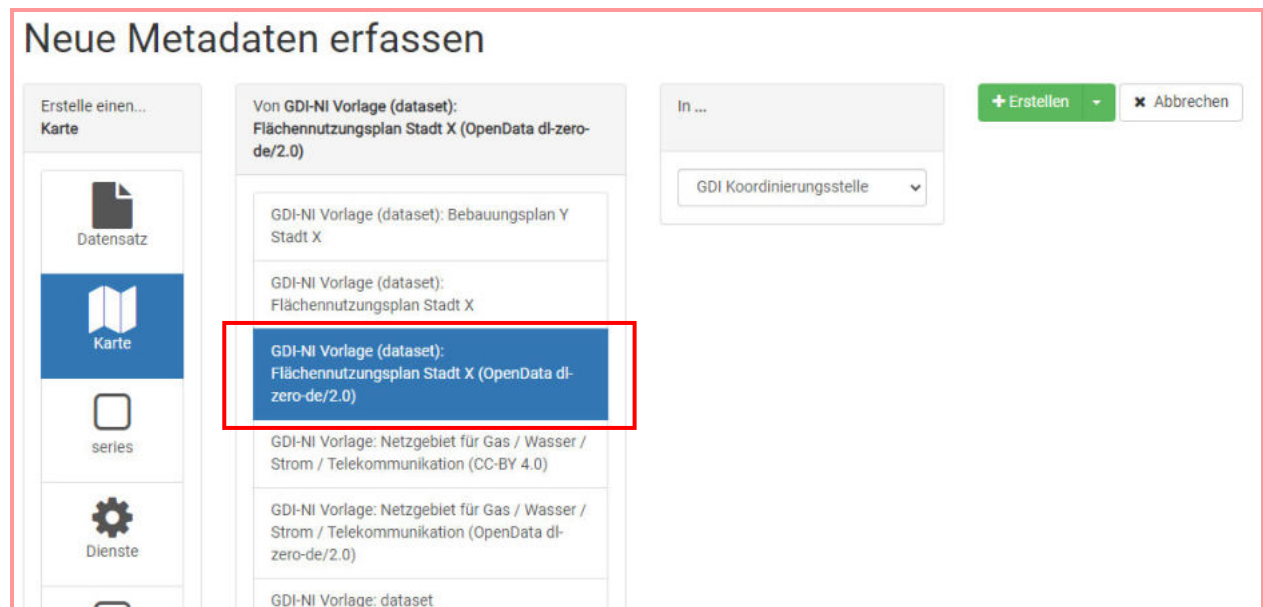 Neue Metadaten erfassen
Erstelle einen...
Karte
Datensatz
Karte
series
Dienste
Von GDI-NI Vorlage (dataset):
Flächennutzungsplan Stadt X (OpenData dl-zero-
de/2.0)
GDI-NI Vorlage (dataset): Bebauungsplan Y
Stadt X
GDI-NI Vorlage (dataset):
Flächennutzungsplan Stadt X
GDI-NI Vorlage (dataset):
Flächennutzungsplan Stadt X (OpenData dl-
zero-de/2.0)
GDI-NI Vorlage: Netzgebiet für Gas / Wasser /
Strom / Telekommunikation (CC-BY 4.0)
GDI-NI Vorlage: Netzgebiet für Gas / Wasser /
Strom / Telekommunikation (OpenData dl-
zero-de/2.0)
GDI-NI Vorlage: dataset
In ...
GDI Koordinierungsstelle
+ Erstellen
✖ Abbrechen